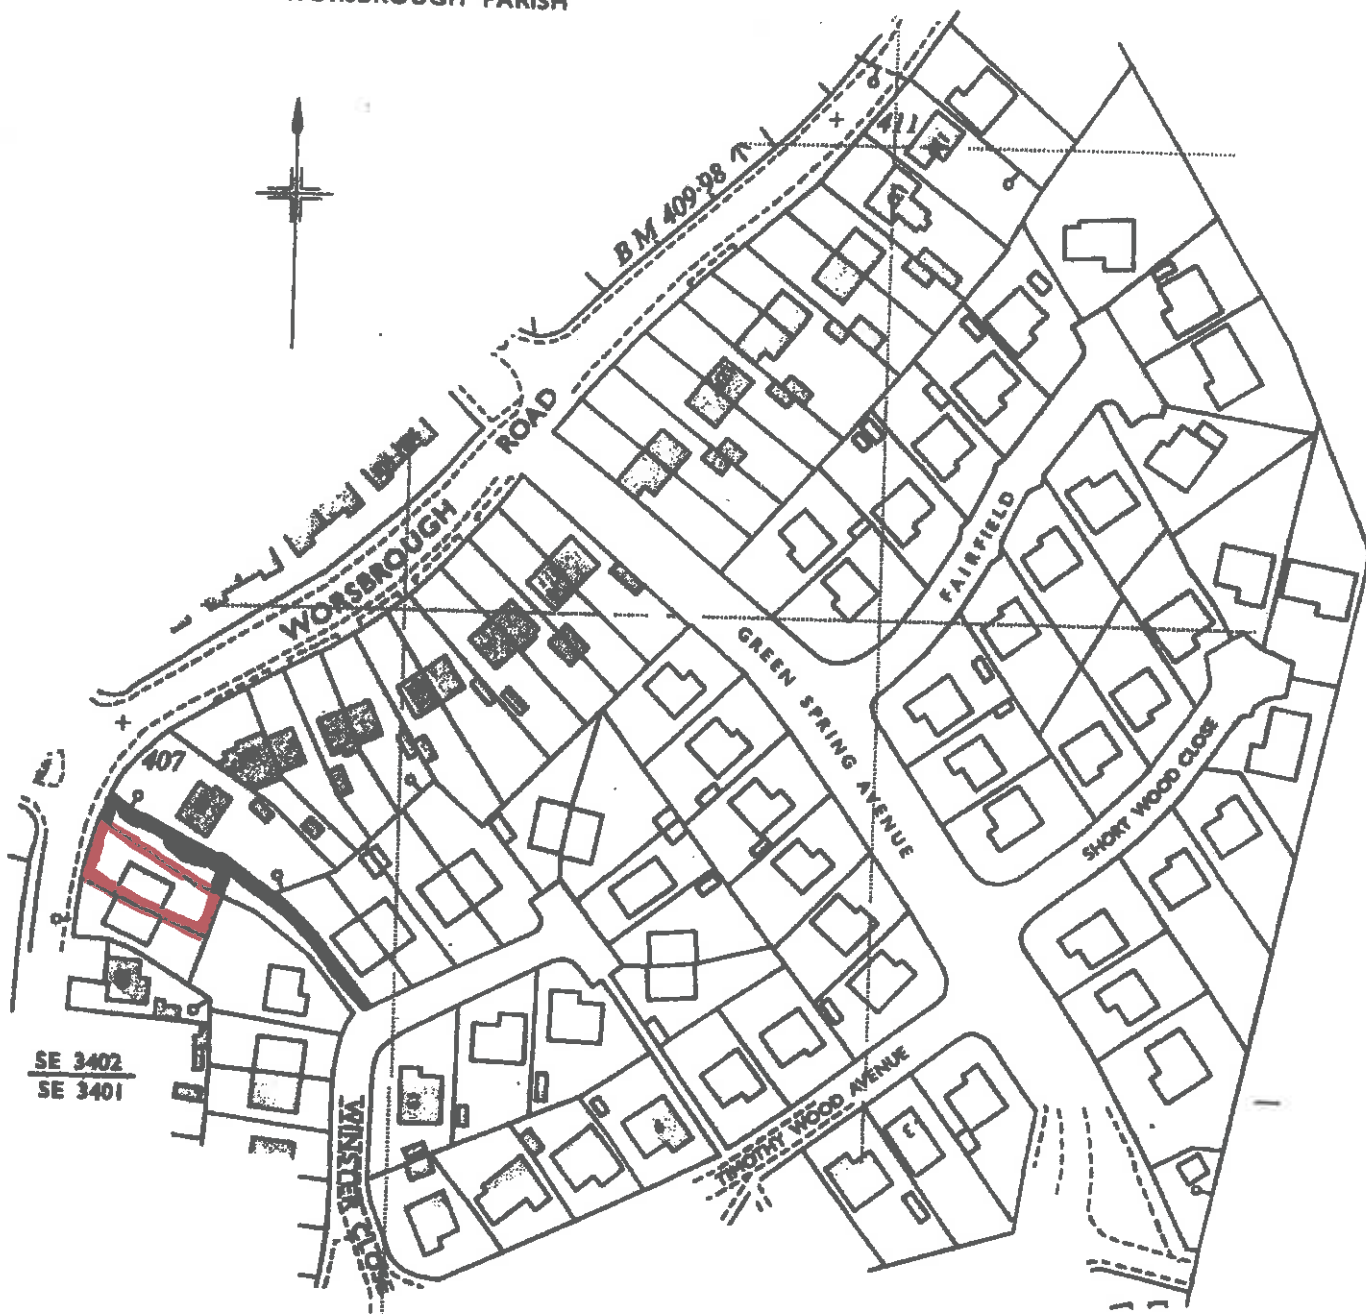 WORSBROUGH PARISH
411
B M 409·98
ROAD
WORSBROUGH
FAIRFIELD
GREEN SPRING AVENUE
407
SHORT WOOD CLOSE
SE 3402
SE 3401
TIMOTHY WOOD AVENUE
WINSTER CLOSE
3